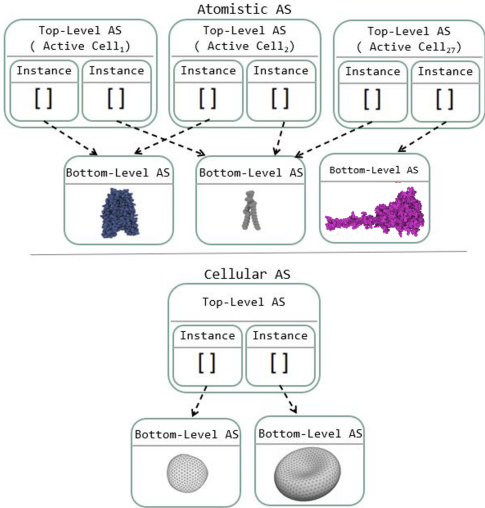 Atomistic AS
Top-Level AS
( Active Cell1)
Instance
[]
Instance
[]
Top-Level AS
( Active Cell2)
Instance
[]
Instance
[]
Top-Level AS
( Active Cell27)
Instance
[]
Instance
[]
Bottom-Level AS
Bottom-Level AS
Bottom-Level AS
Cellular AS
Top-Level AS
Instance
[]
Instance
[]
Bottom-Level AS
Bottom-Level AS